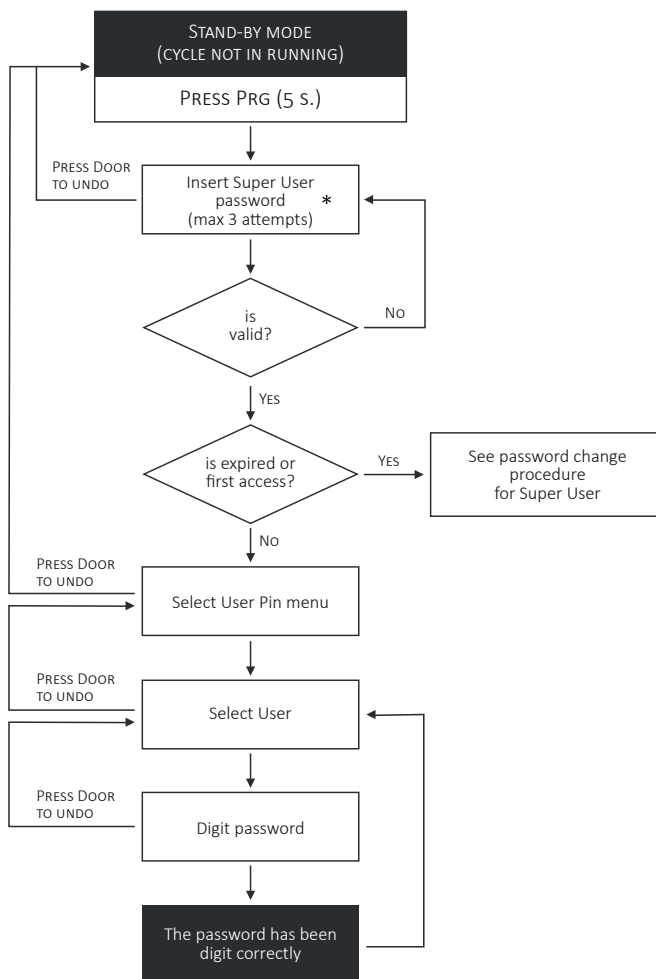 STAND-BY MODE
(CYCLE NOT IN RUNNING)
PRESS PRG (5 S.)
PRESS DOOR
TO UNDO
Insert Super User
password *
(max 3 attempts)
is
valid?
NO
YES
is expired or
first access?
YES
See password change
procedure
for Super User
NO
PRESS DOOR
TO UNDO
Select User Pin menu
PRESS DOOR
TO UNDO
Select User
PRESS DOOR
TO UNDO
Digit password
The password has been
digit correctly